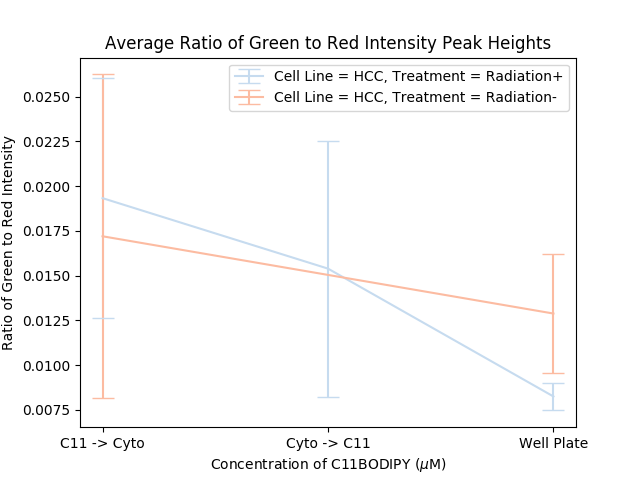 Average Ratio of Green to Red Intensity Peak Heights
Cell Line = HCC, Treatment = Radiation+
Cell Line = HCC, Treatment = Radiation-
Ratio of Green to Red Intensity
0.0250
0.0225
0.0200
0.0175
0.0150
0.0125
0.0100
0.0075
C11 -> Cyto
Cyto -> C11
Well Plate
Concentration of C11BODIPY (μM)